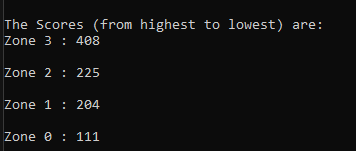 The Scores (from highest to lowest) are:
Zone 3 : 408
Zone 2 : 225
Zone 1 : 204
Zone 0 : 111